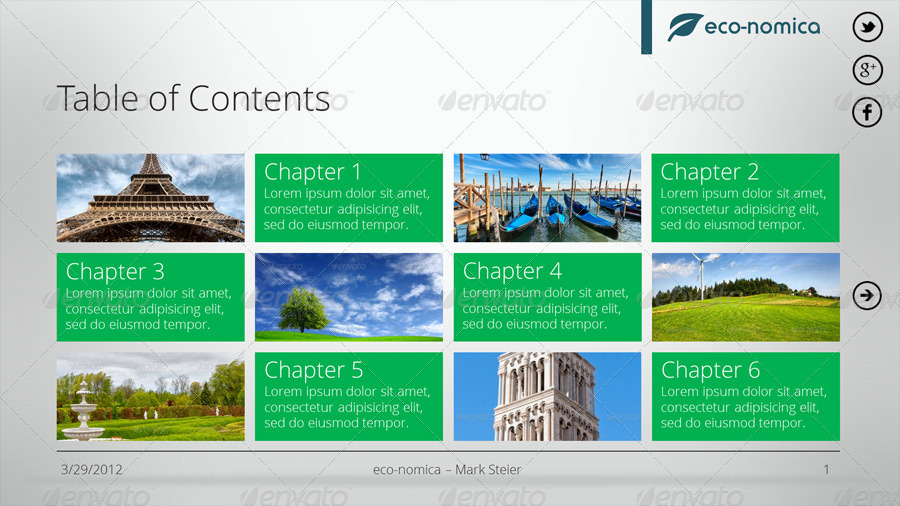 eco-nomica
g+
f
Table of Contents
envato
Chapter 1
Lorem ipsum dolor sit amet,
consectetur adipisicing elit,
sed do eiusmod tempor.
Chapter 2
Lorem ipsum dolor sit amet,
consectetur adipisicing elit,
sed do eiusmod tempor.
Chapter 3
Lorem ipsum dolor sit amet,
consectetur adipisicing elit,
sed do eiusmod tempor.
Chapter 4
Lorem ipsum dolor sit amet,
consectetur adipisicing elit,
sed do eiusmod tempor.
Chapter 5
Lorem ipsum dolor sit amet,
consectetur adipisicing elit,
sed do eiusmod tempor.
Chapter 6
Lorem ipsum dolor sit amet,
consectetur adipisicing elit,
sed do eiusmod tempor.
3/29/2012
eco-nomica – Mark Steier
1